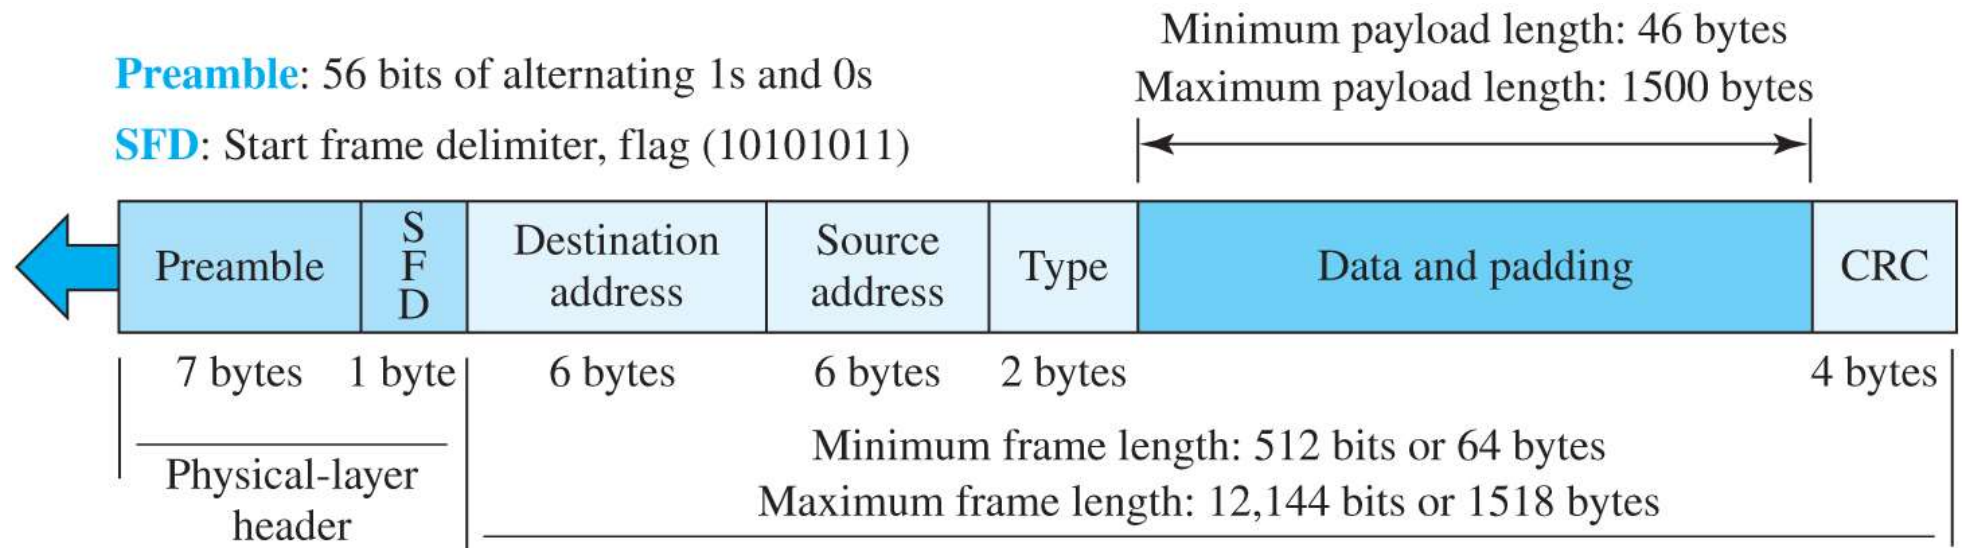 Minimum payload length: 46 bytes
Maximum payload length: 1500 bytes
Preamble: 56 bits of alternating 1s and 0s
SFD: Start frame delimiter, flag (10101011)
Preamble
S
F
D
Destination
address
Source
address
Type
Data and padding
CRC
7 bytes
1 byte
6 bytes
6 bytes
2 bytes
4 bytes
Physical-layer
header
Minimum frame length: 512 bits or 64 bytes
Maximum frame length: 12,144 bits or 1518 bytes